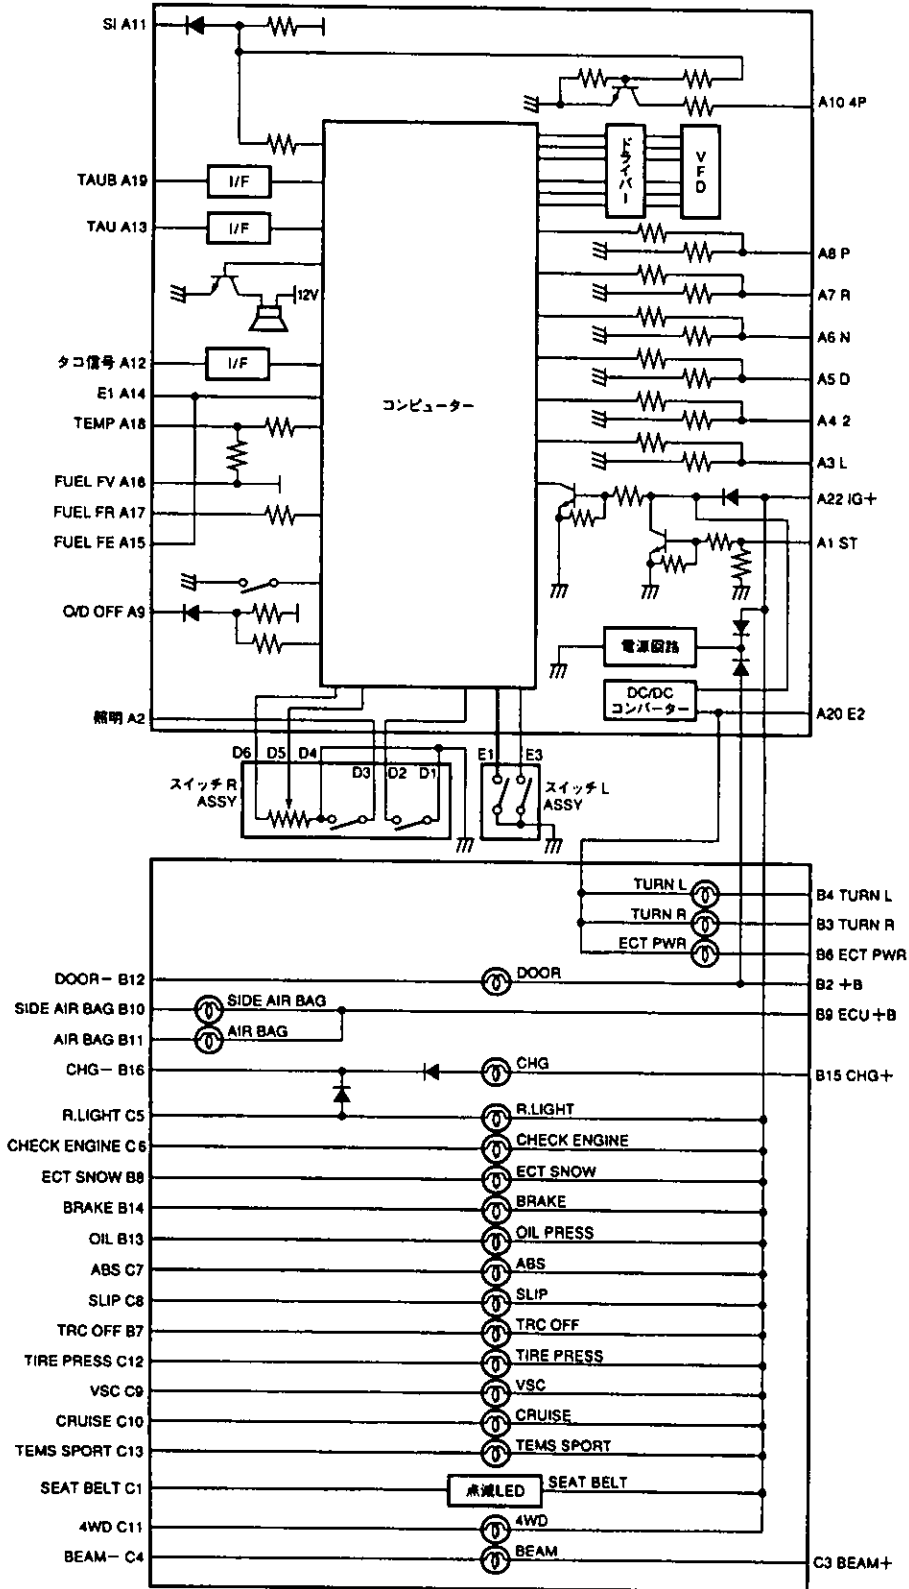 SI A11
A10 4P
ドライバー
VFD
TAUB A19
I/F
TAU A13
I/F
12V
A8 P
A7 R
A6 N
タコ信号 A12
I/F
E1 A14
コンピューター
A5 D
TEMP A18
A4 2
FUEL FV A16
A3 L
A22 IG+
FUEL FR A17
FUEL FE A15
A1 ST
O/D OFF A9
電源回路
DC/DC
コンバーター
照明 A2
A20 E2
D6 D5 D4
D3 D2 D1
E1 E3
スイッチ R
ASSY
スイッチ L
ASSY
TURN L
B4 TURN L
TURN R
B3 TURN R
ECT PWR
B6 ECT PWR
DOOR- B12
DOOR
B2 +B
SIDE AIR BAG B10
SIDE AIR BAG
B9 ECU+B
AIR BAG B11
AIR BAG
CHG- B16
CHG
B15 CHG+
R.LIGHT C5
R.LIGHT
CHECK ENGINE C6
CHECK ENGINE
ECT SNOW B8
ECT SNOW
BRAKE B14
BRAKE
OIL B13
OIL PRESS
ABS C7
ABS
SLIP C8
SLIP
TRC OFF B7
TRC OFF
TIRE PRESS C12
TIRE PRESS
VSC C9
VSC
CRUISE C10
CRUISE
TEMS SPORT C13
TEMS SPORT
SEAT BELT C1
点滅LED
SEAT BELT
4WD C11
4WD
BEAM- C4
BEAM
C3 BEAM+